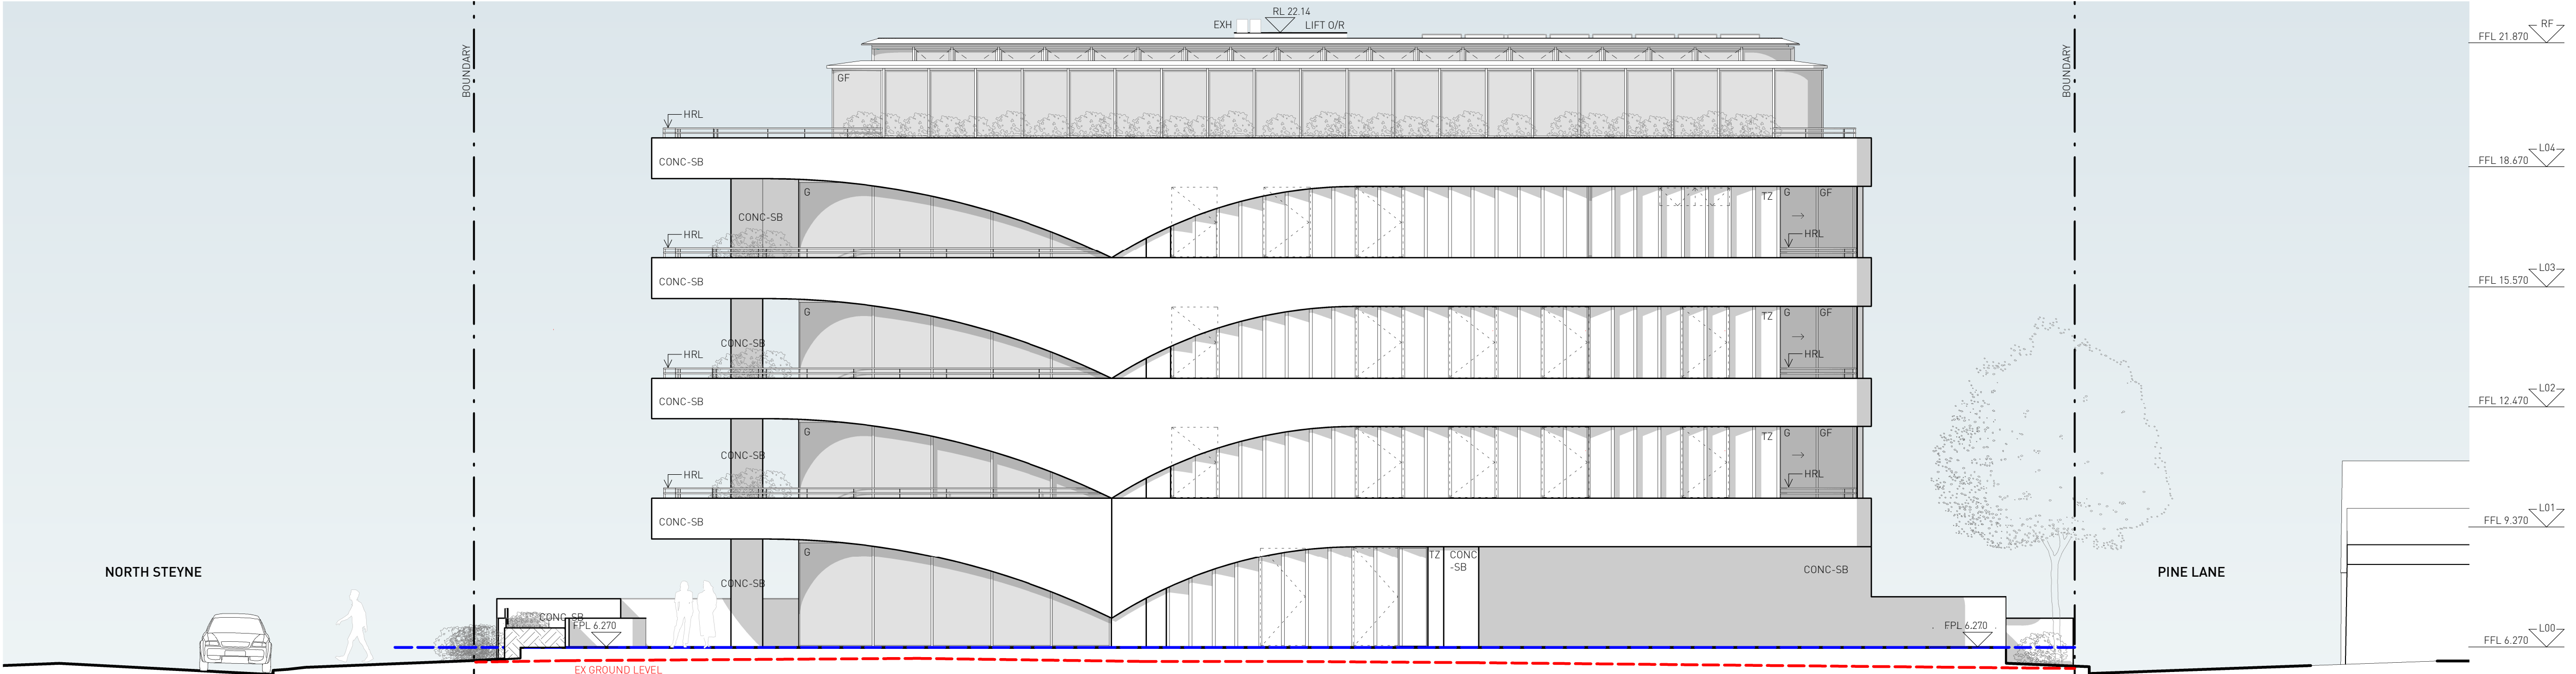 RL 22.14
EXH
LIFT O/R
RF
FFL 21.870
BOUNDARY
BOUNDARY
GF
HRL
CONC-SB
L04
FFL 18.670
G
TZ
G
GF
CONC-SB
HRL
HRL
CONC-SB
L03
FFL 15.570
G
TZ
G
GF
CONC-SB
HRL
HRL
CONC-SB
L02
FFL 12.470
G
TZ
G
GF
CONC-SB
HRL
HRL
CONC-SB
L01
FFL 9.370
G
TZ
CONC
-SB
CONC-SB
NORTH STEYNE
PINE LANE
CONC-SB
CONC-SB
FPL 6.270
FPL 6.270
L00
FFL 6.270
EX GROUND LEVEL